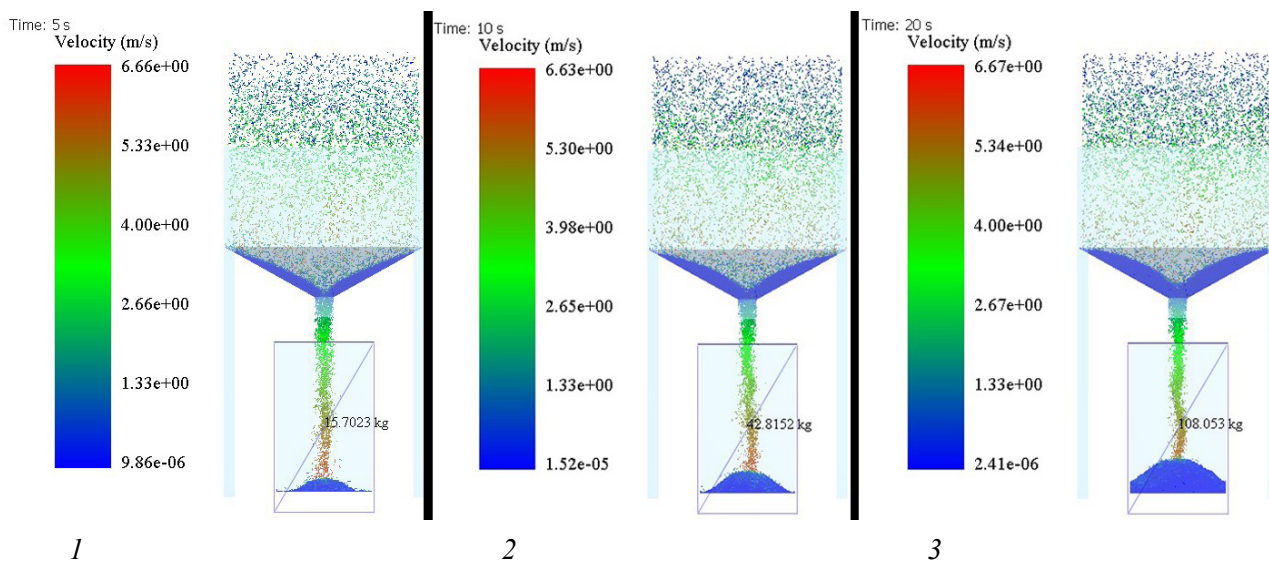 Time: 5 s
Velocity (m/s)
6.66e+00
5.33e+00
4.00e+00
2.66e+00
1.33e+00
9.86e-06
15.7023 kg
1
Time: 10 s
Velocity (m/s)
6.63e+00
5.30e+00
3.98e+00
2.65e+00
1.33e+00
1.52e-05
42.8152 kg
2
Time: 20 s
Velocity (m/s)
6.67e+00
5.34e+00
4.00e+00
2.67e+00
1.33e+00
2.41e-06
108.053 kg
3